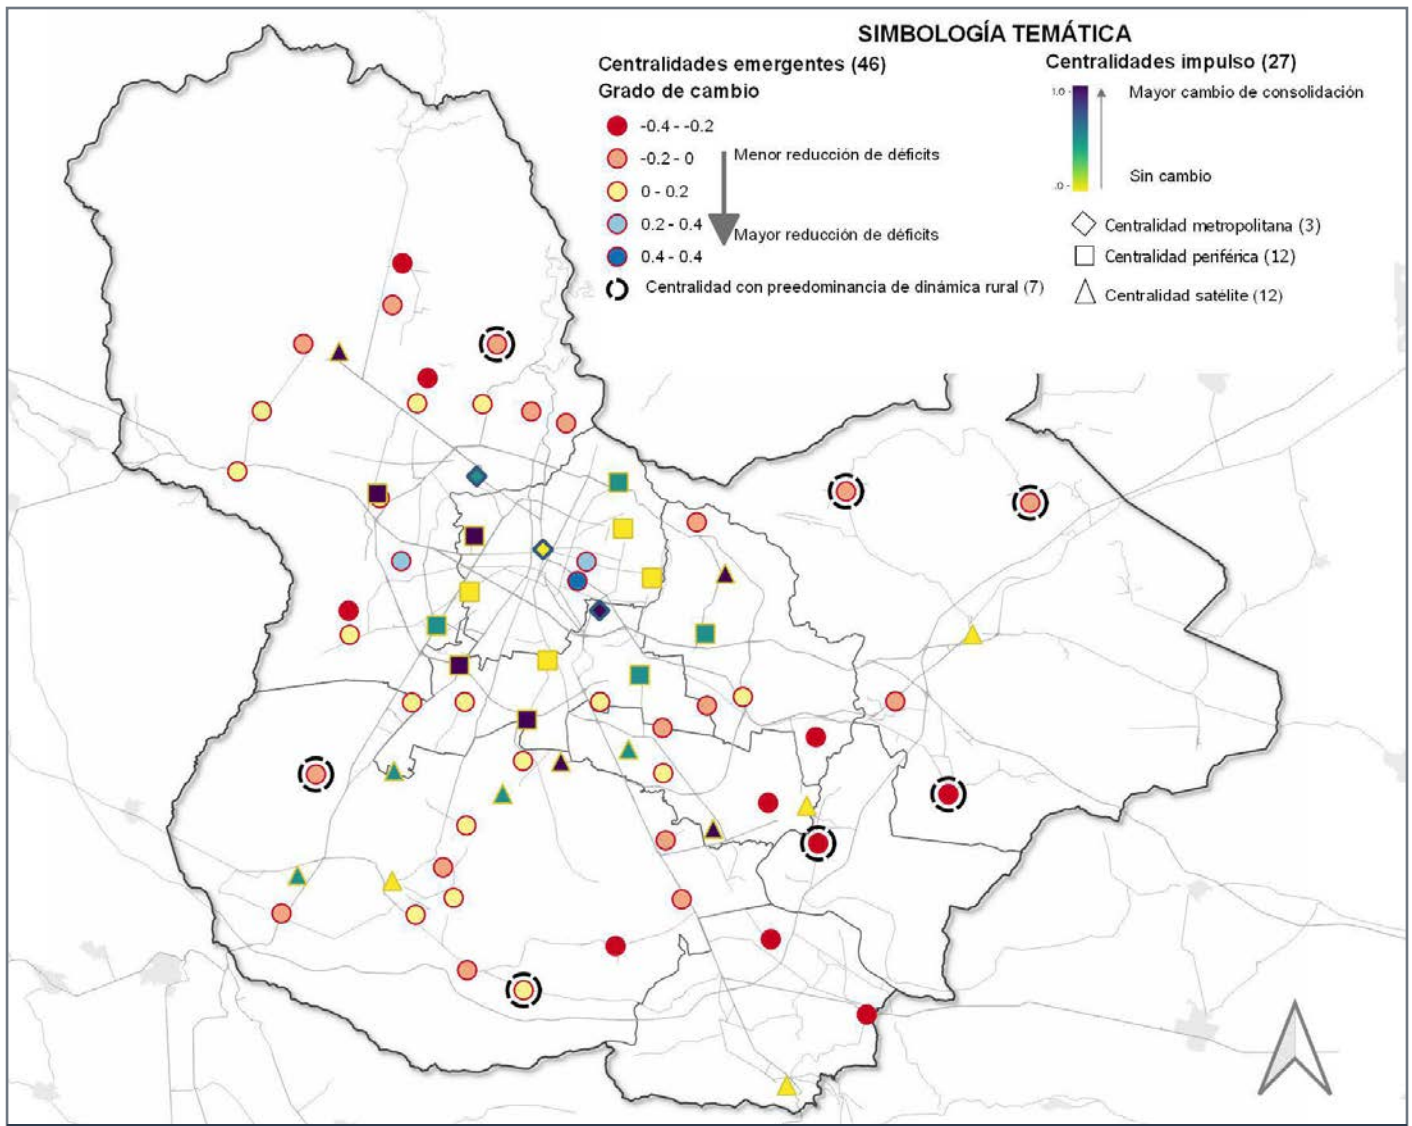 SIMBOLOGÍA TEMÁTICA
Centralidades emergentes (46)
Grado de cambio
-0.4 - -0.2
-0.2 - 0
0 - 0.2
0.2 - 0.4
0.4 - 0.4
Menor reducción de déficits
Mayor reducción de déficits
Centralidad con preedominancia de dinámica rural (7)
Centralidades impulso (27)
1.0 -
Mayor cambio de consolidación
.0 -
Sin cambio
Centralidad metropolitana (3)
Centralidad periférica (12)
Centralidad satélite (12)